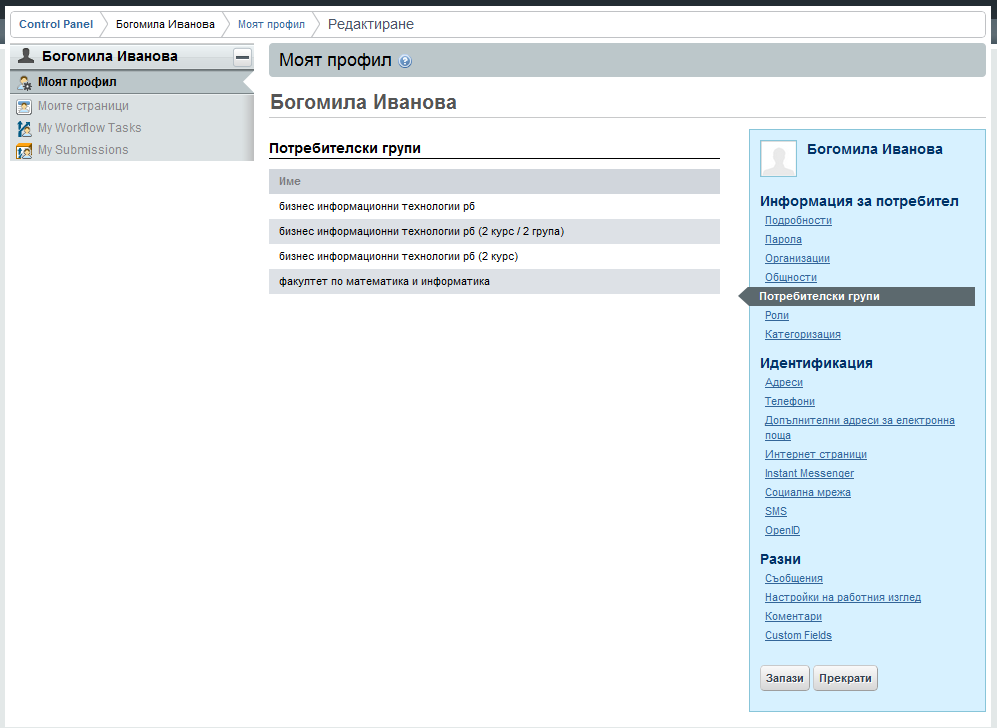 Control Panel Богомила Иванова Моят профил Редактиране
Богомила Иванова
Моят профил
Моите страници
My Workflow Tasks
My Submissions
Моят профил
Богомила Иванова
Потребителски групи
Име
бизнес информационни технологии рб
бизнес информационни технологии рб (2 курс / 2 група)
бизнес информационни технологии рб (2 курс)
факултет по математика и информатика
Богомила Иванова
Информация за потребител
Подробности
Парола
Организации
Общности
Потребителски групи
Роли
Категоризация
Идентификация
Адреси
Телефони
Допълнителни адреси за електронна
поща
Интернет страници
Instant Messenger
Социална мрежа
SMS
OpenID
Разни
Съобщения
Настройки на работния изглед
Коментари
Custom Fields
Запази Прекрати